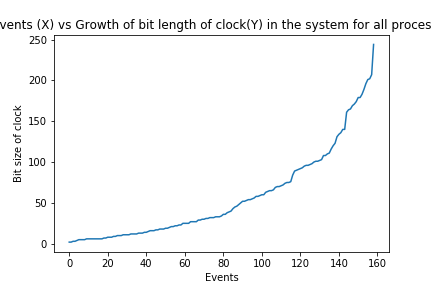 vents (X) vs Growth of bit length of clock(Y) in the system for all proces
250
200
150
100
50
0
Bit size of clock
0 20 40 60 80 100 120 140 160
Events